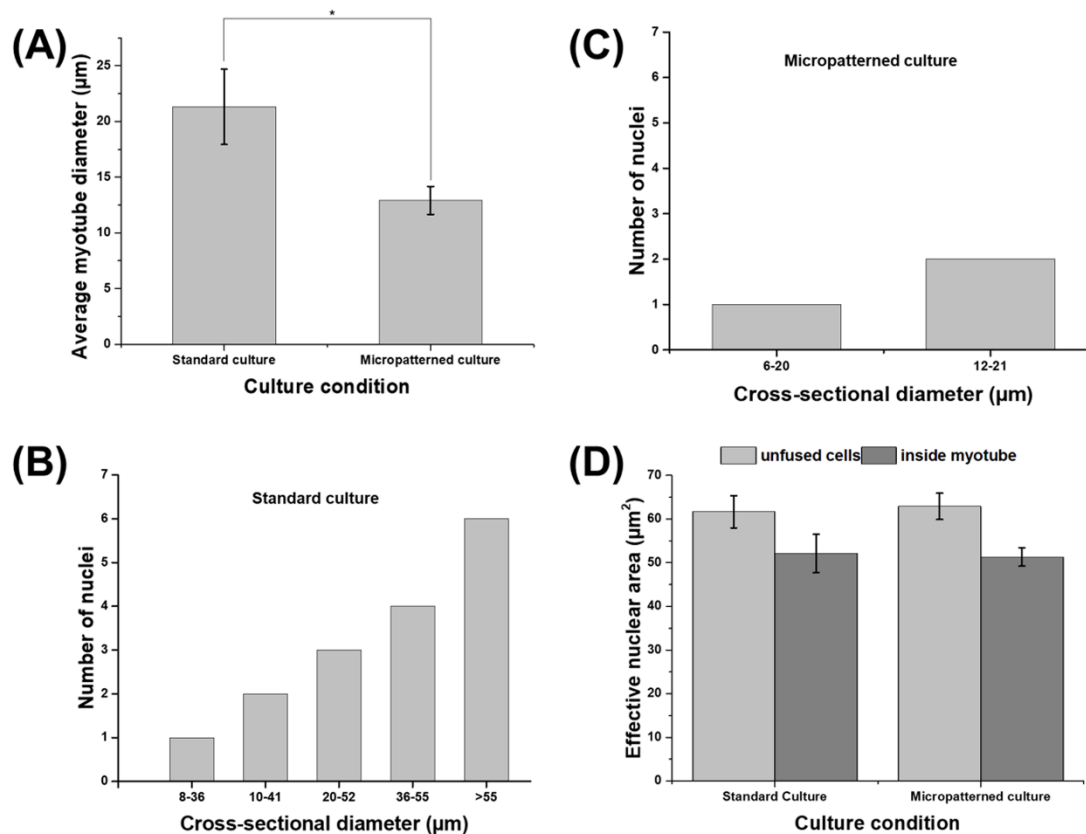 (A)
*
Average myotube diameter (µm)
25
20
15
10
5
0
Standard culture
Micropatterned culture
Culture condition
(C)
Micropatterned culture
Number of nuclei
7
6
5
4
3
2
1
0
6-20
12-21
Cross-sectional diameter (µm)
(B)
Standard culture
Number of nuclei
7
6
5
4
3
2
1
0
8-36
10-41
20-52
36-55
>55
Cross-sectional diameter (µm)
(D)
unfused cells
inside myotube
Effective nuclear area (µm²)
70
60
50
40
30
20
10
0
Standard Culture
Micropatterned culture
Culture condition